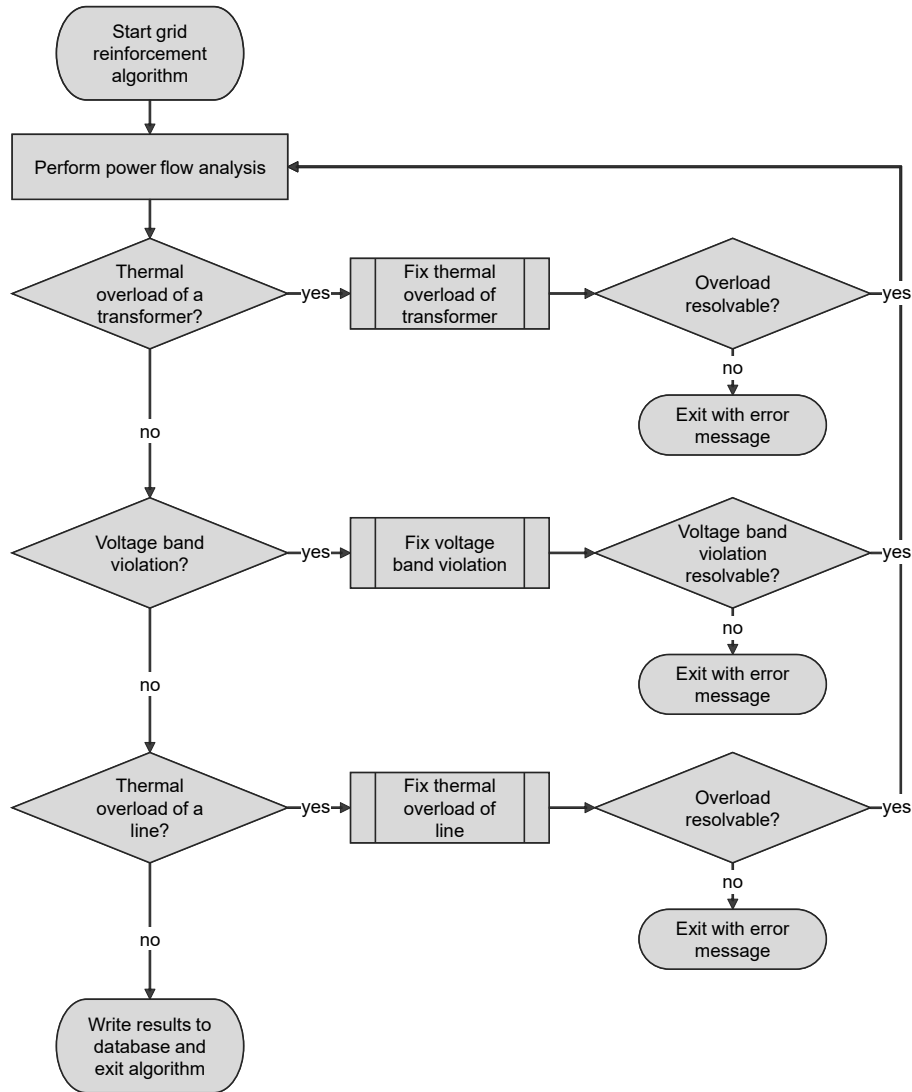 Start grid
reinforcement
algorithm
Perform power flow analysis
Thermal
overload of a
transformer?
yes
Fix thermal
overload of
transformer
Overload
resolvable?
yes
no
Exit with error
message
no
Voltage band
violation?
yes
Fix voltage
band violation
Voltage band
violation
resolvable?
yes
no
Exit with error
message
no
Thermal
overload of a
line?
yes
Fix thermal
overload of
line
Overload
resolvable?
yes
no
Exit with error
message
no
Write results to
database and
exit algorithm